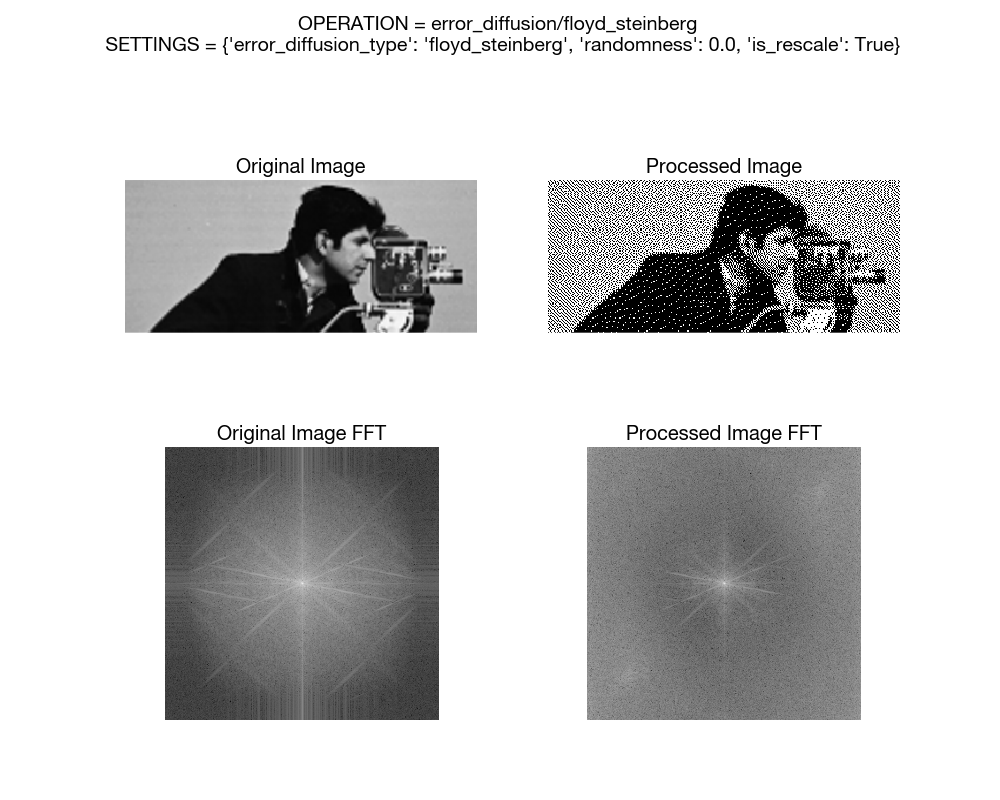 OPERATION = error_diffusion/floyd_steinberg
SETTINGS = {'error_diffusion_type': 'floyd_steinberg', 'randomness': 0.0, 'is_rescale': True}
Original Image
Processed Image
Original Image FFT
Processed Image FFT